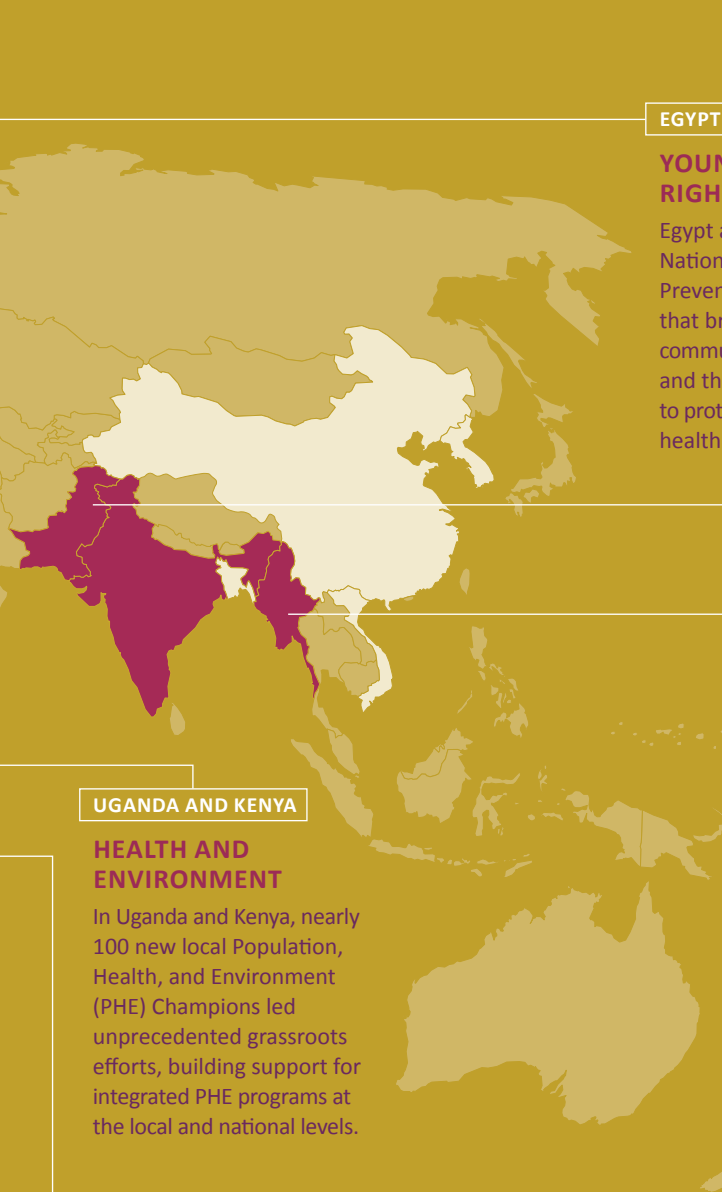 EGYPT
YOUN
RIGH
Egypt a
Nation
Preven
that br
commu
and th
to prot
health
UGANDA AND KENYA
HEALTH AND
ENVIRONMENT
In Uganda and Kenya, nearly
100 new local Population,
Health, and Environment
(PHE) Champions led
unprecedented grassroots
efforts, building support for
integrated PHE programs at
the local and national levels.